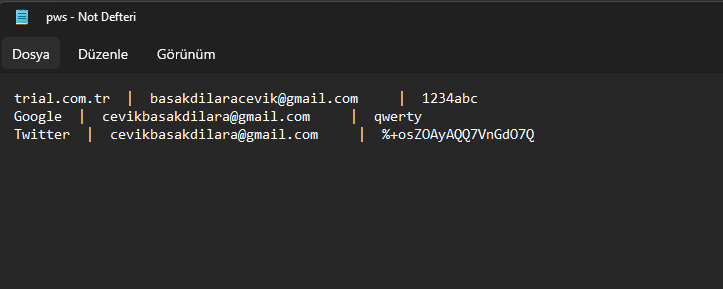 pws - Not Defteri
Dosya Düzenle Görünüm
trial.com.tr | basakdilaracevik@gmail.com | 1234abc
Google | cevikbasakdilara@gmail.com | qwerty
Twitter | cevikbasakdilara@gmail.com | %+osZOAyAQQ7VnGdO7Q